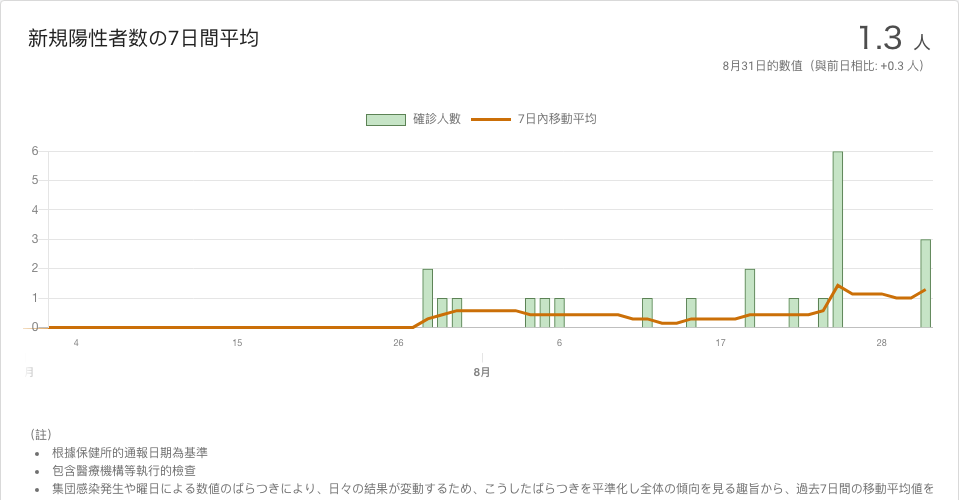 新規陽性者数の7日間平均
1.3 人
8月31日的數值（與前日相比: +0.3 人）
確診人數
7日內移動平均
6
5
4
3
2
1
0
4
15
26
6
17
28
月
8月
（註）
• 根據保健所的通報日期為基準
• 包含醫療機構等執行的檢查
• 集団感染発生や曜日による数値のばらつきにより、日々の結果が変動するため、こうしたばらつきを平準化し全体の傾向を見る趣旨から、過去7日間の移動平均値を